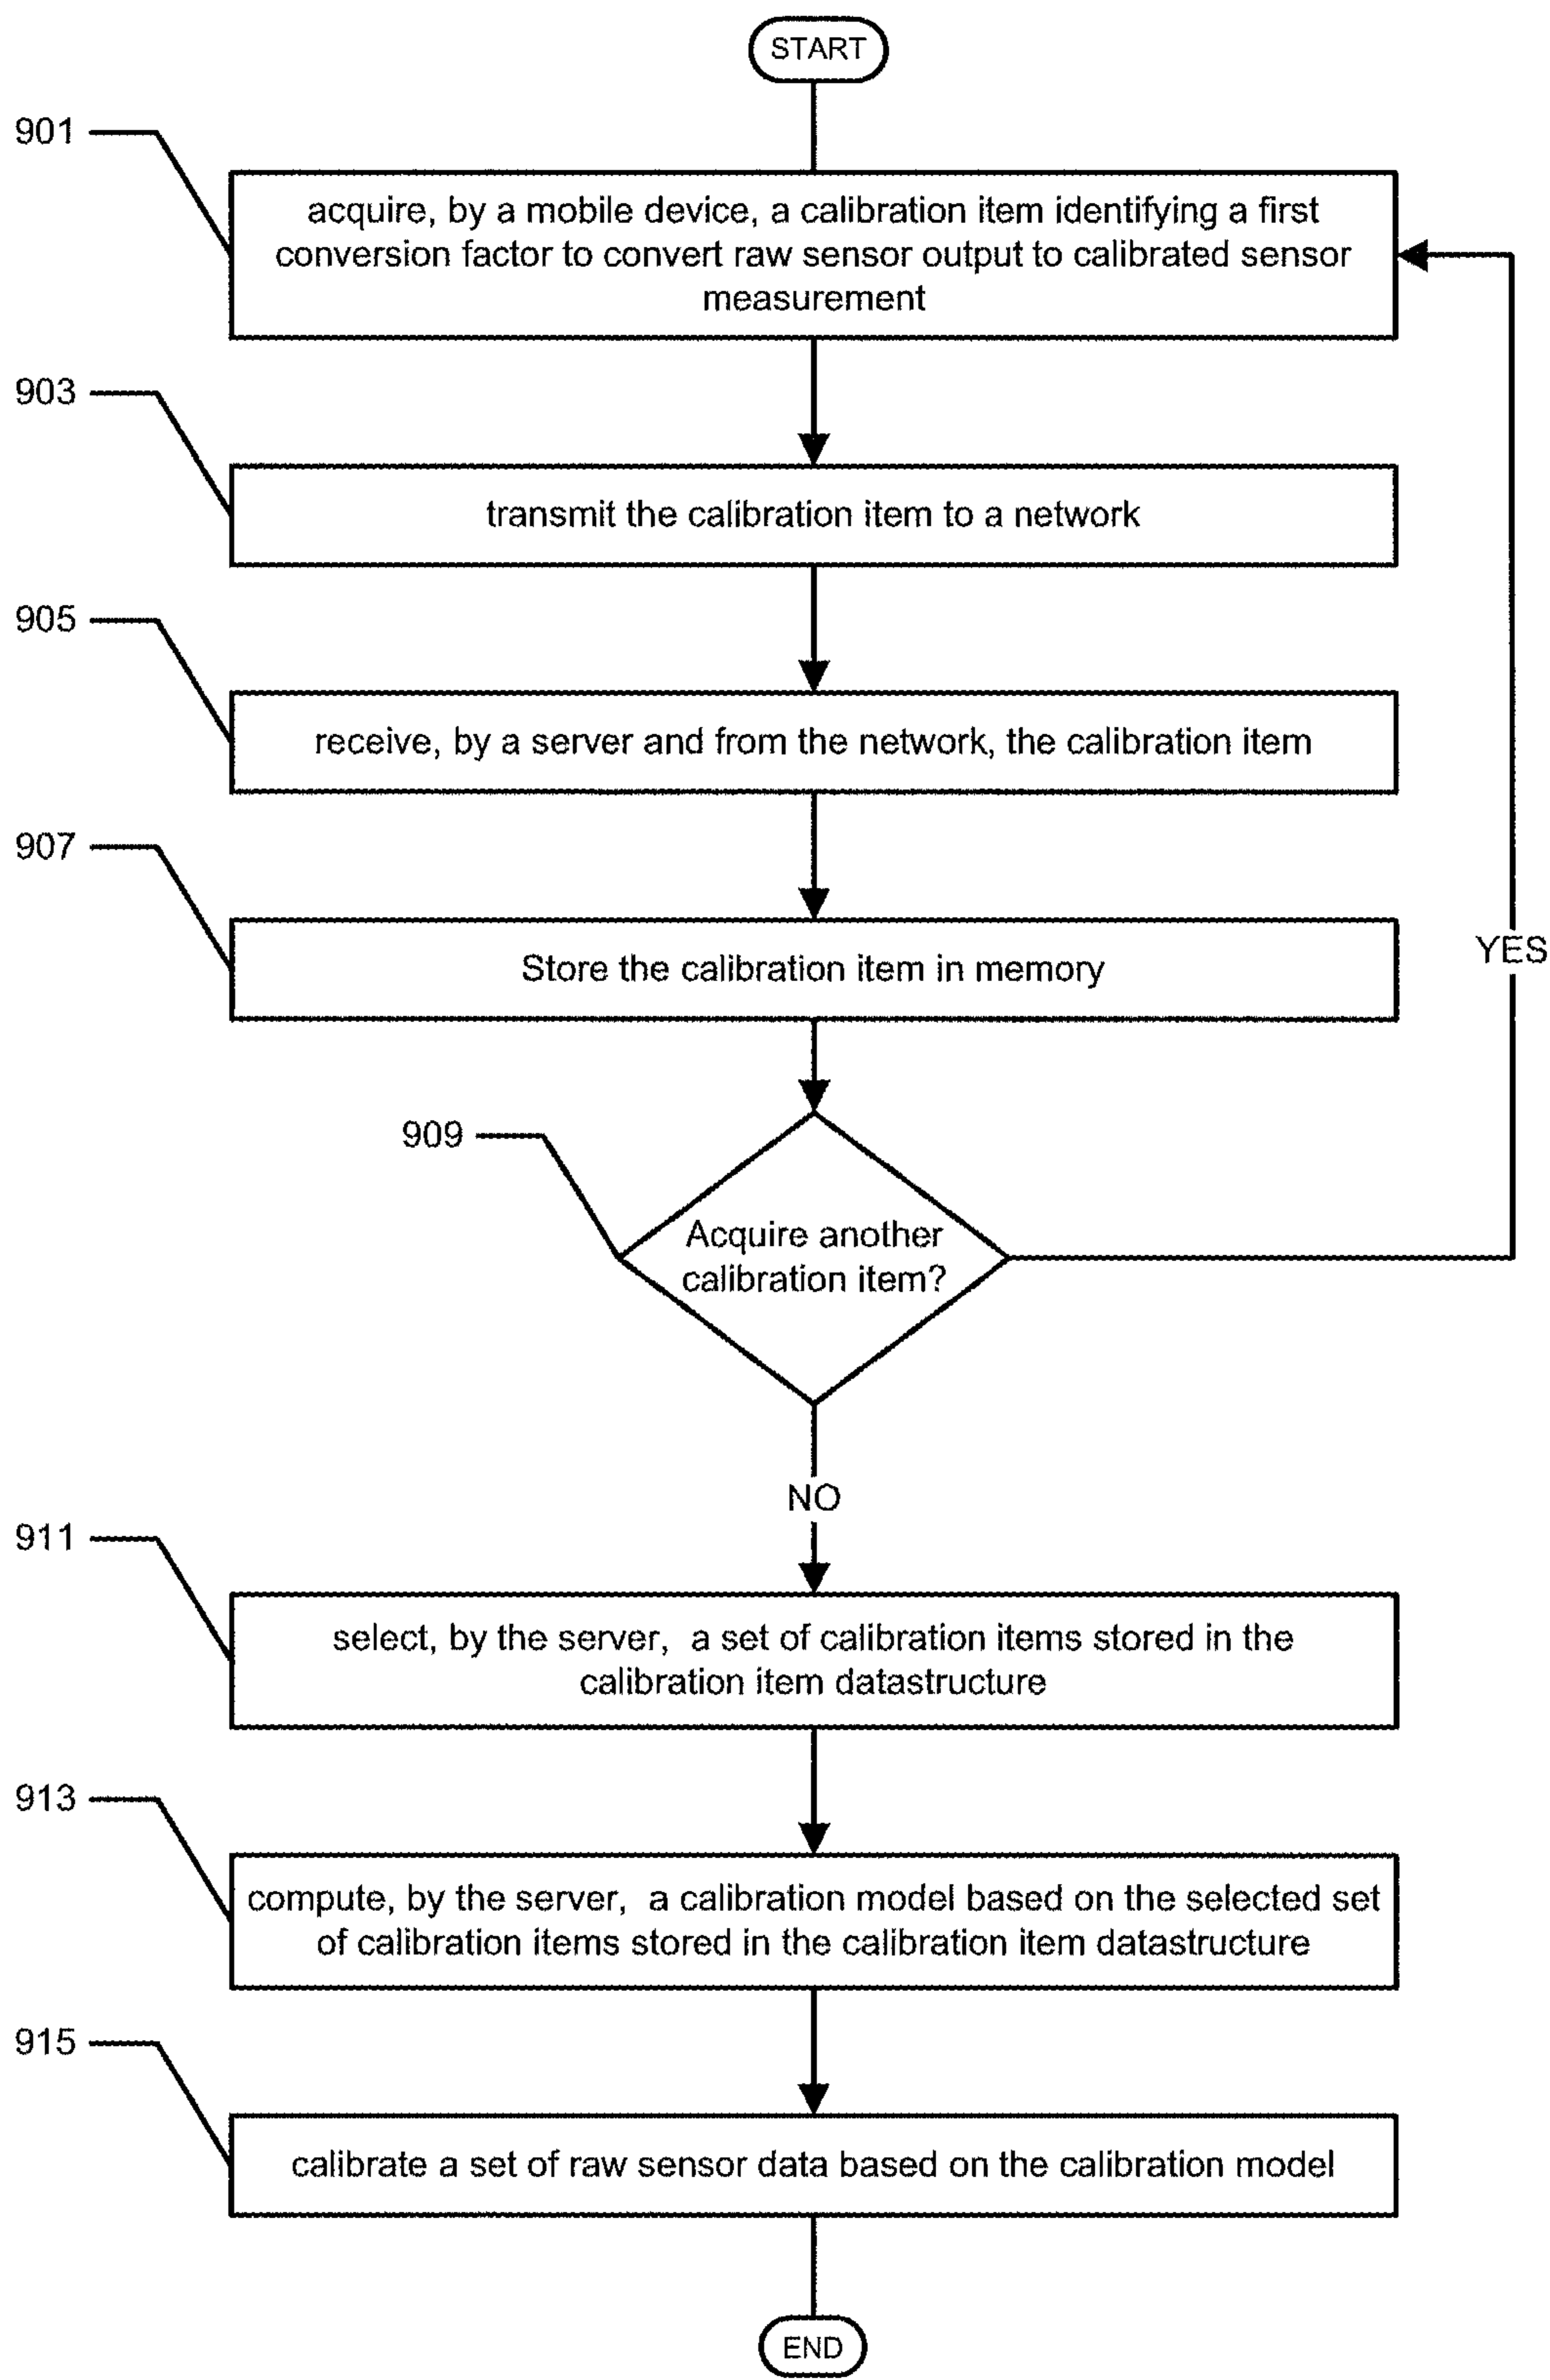 START
901
acquire, by a mobile device, a calibration item identifying a first
conversion factor to convert raw sensor output to calibrated sensor
measurement
903
transmit the calibration item to a network
905
receive, by a server and from the network, the calibration item
907
Store the calibration item in memory
YES
909
Acquire another
calibration item?
NO
911
select, by the server, a set of calibration items stored in the
calibration item datastructure
913
compute, by the server, a calibration model based on the selected set
of calibration items stored in the calibration item datastructure
915
calibrate a set of raw sensor data based on the calibration model
END